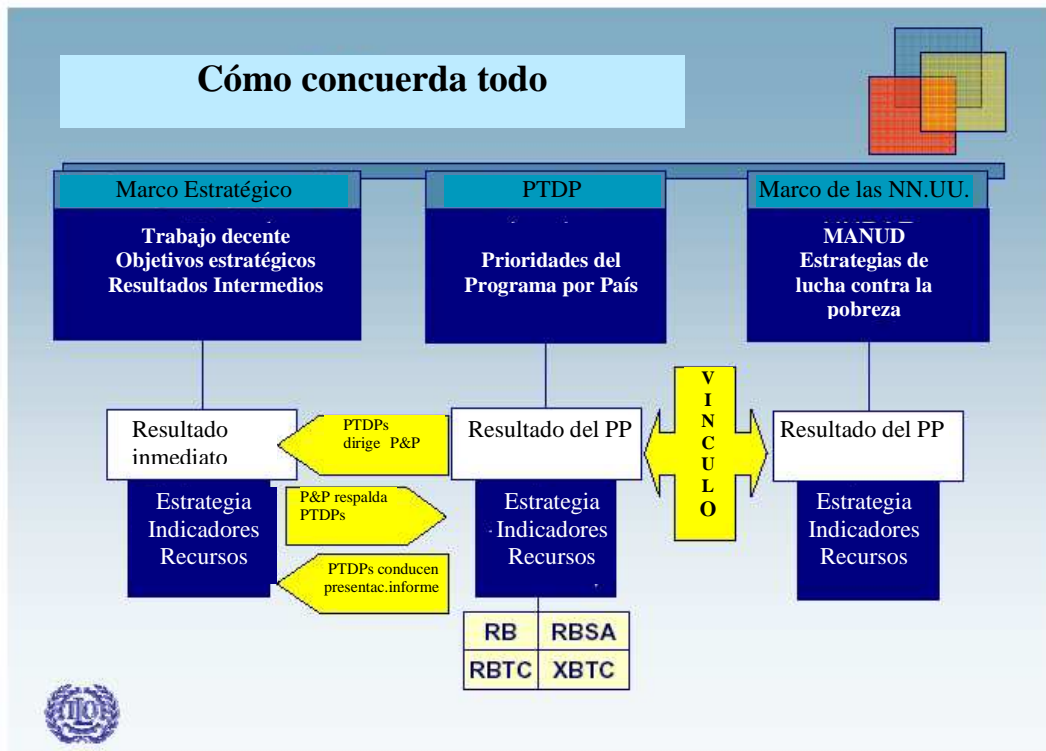 Cómo concuerda todo
Marco Estratégico
Trabajo decente
Objetivos estratégicos
Resultados Intermedios
Resultado
inmediato
Estrategia
Indicadores
Recursos
PTDPs
dirige P&P
P&P respalda
PTDPs
PTDPs conducen
presentac.informe
PTDP
Prioridades del
Programa por País
Resultado del PP
Estrategia
Indicadores
Recursos
RB RBSA
RBTC XBTC
V
I
N
C
U
L
O
Marco de las NN.UU.
MANUD
Estrategias de
lucha contra la
pobreza
Resultado del PP
Estrategia
Indicadores
Recursos
ILO